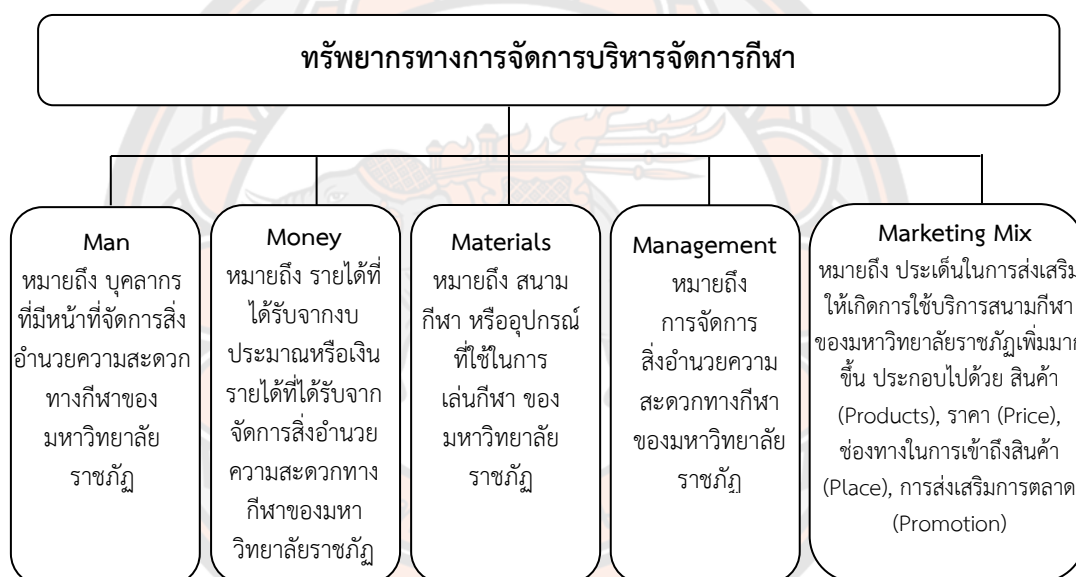 ทรัพยากรทางการจัดการบริหารจัดการกีฬา
Man
หมายถึง บุคลากร
ที่มีหน้าที่จัดการสิ่ง
อำนวยความสะดวก
ทางกีฬาของ
มหาวิทยาลัย
ราชภัฏ
Money
หมายถึง รายได้ที่
ได้รับจากงบ
ประมาณหรือเงิน
รายได้ที่ได้รับจาก
จัดการสิ่งอำนวย
ความสะดวกทาง
กีฬาของมหา
วิทยาลัยราชภัฏ
Materials
หมายถึง สนาม
กีฬา หรืออุปกรณ์
ที่ใช้ในการ
เล่นกีฬา ของ
มหาวิทยาลัย
ราชภัฏ
Management
หมายถึง
การจัดการ
สิ่งอำนวยความ
สะดวกทางกีฬา
ของมหาวิทยาลัย
ราชภัฏ
Marketing Mix
หมายถึง ประเด็นในการส่งเสริม
ให้เกิดการใช้บริการสนามกีฬา
ของมหาวิทยาลัยราชภัฏเพิ่มมาก
ขึ้น ประกอบไปด้วย สินค้า
(Products), ราคา (Price),
ช่องทางในการเข้าถึงสินค้า
(Place), การส่งเสริมการตลาด
(Promotion)